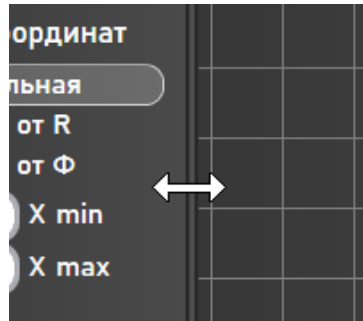 ординат
льная
от R
от Ф
X min
X max